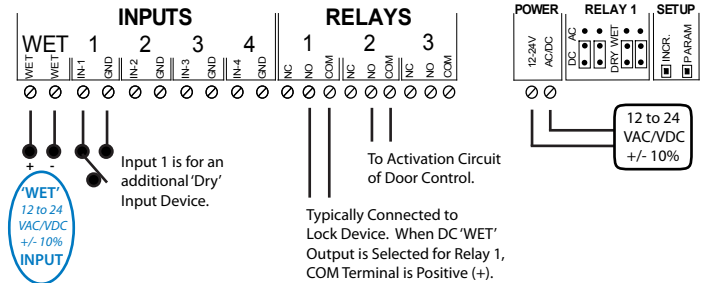 INPUTS
RELAYS
POWER
RELAY 1
SETUP
WET 1 2 3 4 1 2 3
WET WET IN-1 GND IN-2 GND IN-3 GND IN-4 GND NC NO COM NC NO COM NC NO COM
12-24V AC/DC
DC AC
DRY WET
INCR.
PARAM
+ -
'WET'
12 to 24
VAC/VDC
+/- 10%
INPUT
Input 1 is for an
additional 'Dry'
Input Device.
To Activation Circuit
of Door Control.
Typically Connected to
Lock Device. When DC 'WET'
Output is Selected for Relay 1,
COM Terminal is Positive (+).
12 to 24
VAC/VDC
+/- 10%